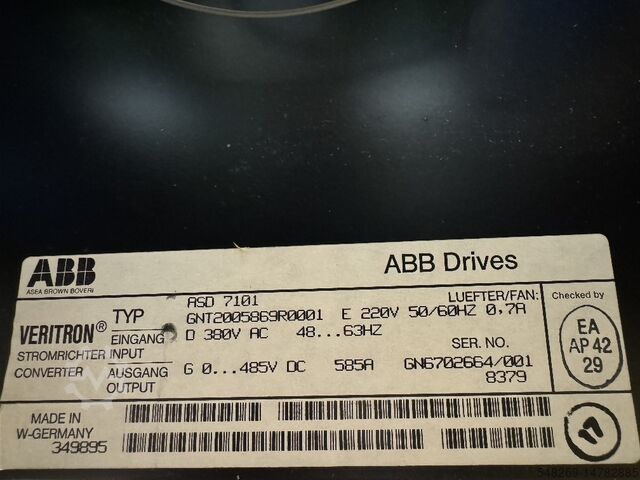 ABB
ASEA BROWN BOVERI
ABB Drives
VERITRON®
STROMRICHTER
CONVERTER
TYP
ASD 7101
GNT2005869R0001
LUEFTER/FAN:
E 220V 50/60HZ 0,7A
EINGANG
INPUT
D 380V AC 48...63HZ
AUSGANG
OUTPUT
G 0...485V DC 585A
SER. NO.
GN6702664/001
8379
Checked by
EA
AP 42
29
MADE IN
W-GERMANY
349895
548269-14782885